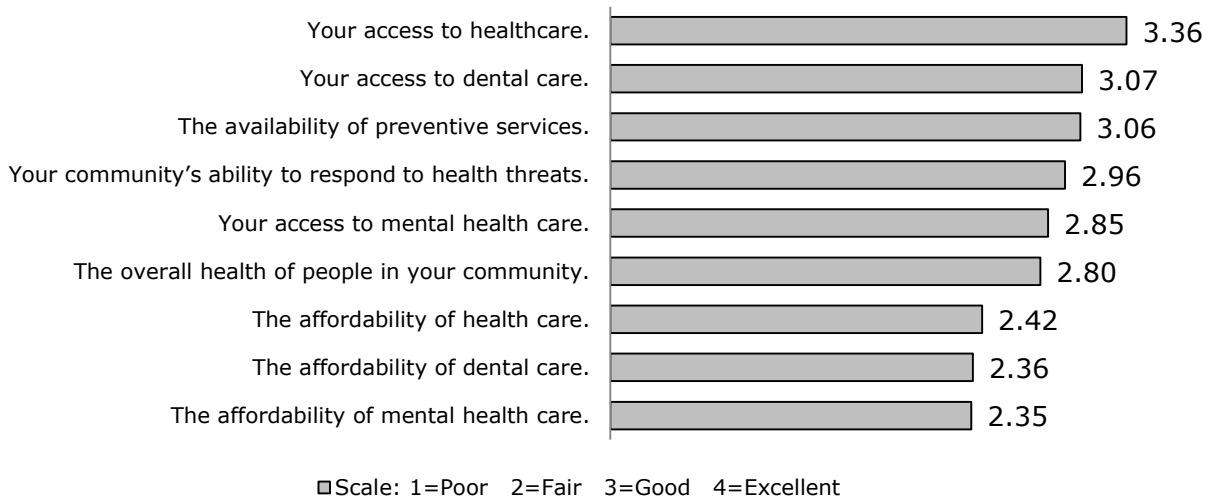 Your access to healthcare. 3.36
Your access to dental care. 3.07
The availability of preventive services. 3.06
Your community’s ability to respond to health threats. 2.96
Your access to mental health care. 2.85
The overall health of people in your community. 2.80
The affordability of health care. 2.42
The affordability of dental care. 2.36
The affordability of mental health care. 2.35
Scale: 1=Poor 2=Fair 3=Good 4=Excellent